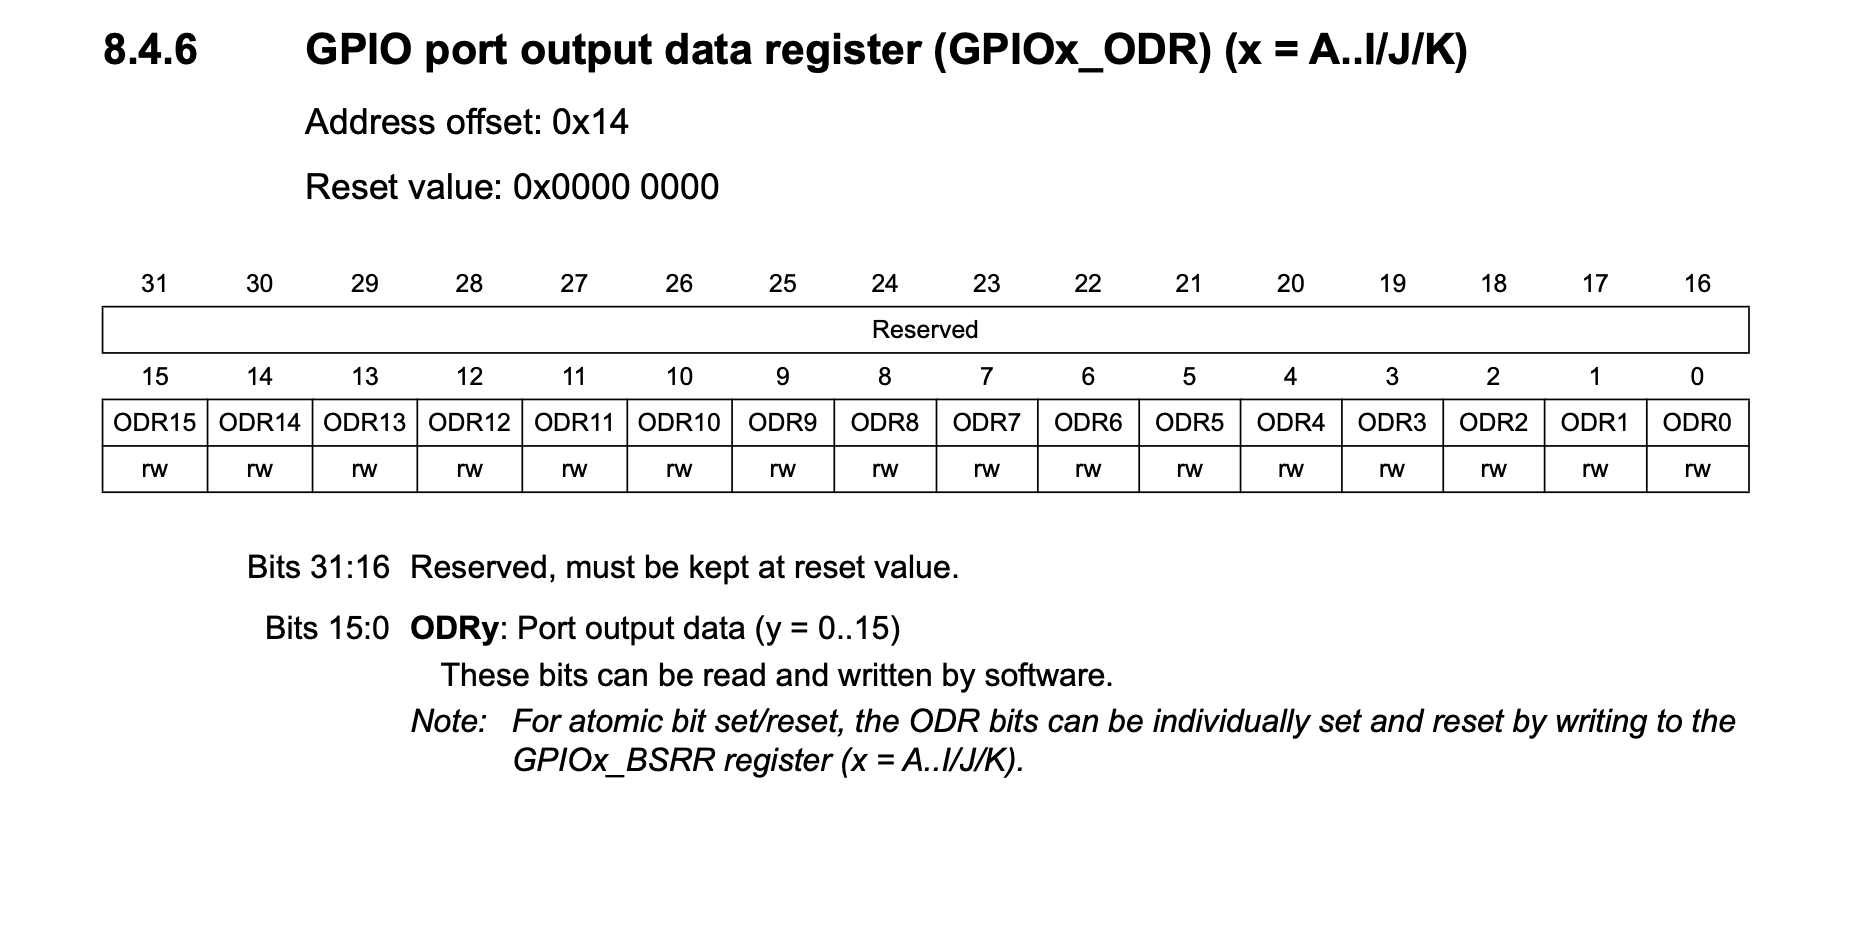 8.4.6 GPIO port output data register (GPIOx_ODR) (x = A..I/J/K)
Address offset: 0x14
Reset value: 0x0000 0000
31 30 29 28 27 26 25 24 23 22 21 20 19 18 17 16
Reserved
15 14 13 12 11 10 9 8 7 6 5 4 3 2 1 0
ODR15 ODR14 ODR13 ODR12 ODR11 ODR10 ODR9 ODR8 ODR7 ODR6 ODR5 ODR4 ODR3 ODR2 ODR1 ODR0
rw rw rw rw rw rw rw rw rw rw rw rw rw rw rw rw
Bits 31:16 Reserved, must be kept at reset value.
Bits 15:0 ODRy: Port output data (y = 0..15)
These bits can be read and written by software.
Note: For atomic bit set/reset, the ODR bits can be individually set and reset by writing to the
GPIOx_BSRR register (x = A..I/J/K).